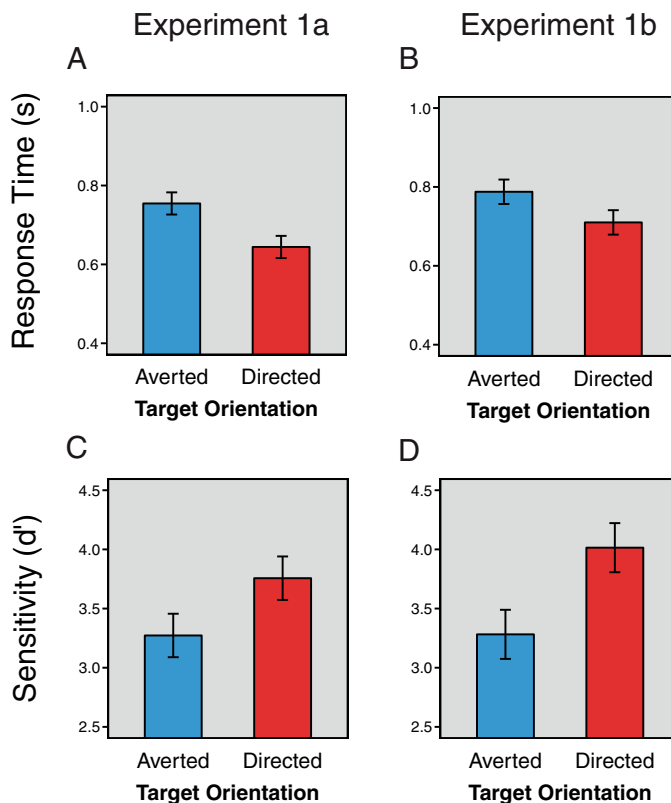 Experiment 1a
Experiment 1b
A
B
Response Time (s)
1.0
0.8
0.6
0.4
1.0
0.8
0.6
0.4
Averted Directed
Averted Directed
Target Orientation
Target Orientation
C
D
Sensitivity (d')
4.5
4.0
3.5
3.0
2.5
4.5
4.0
3.5
3.0
2.5
Averted Directed
Averted Directed
Target Orientation
Target Orientation